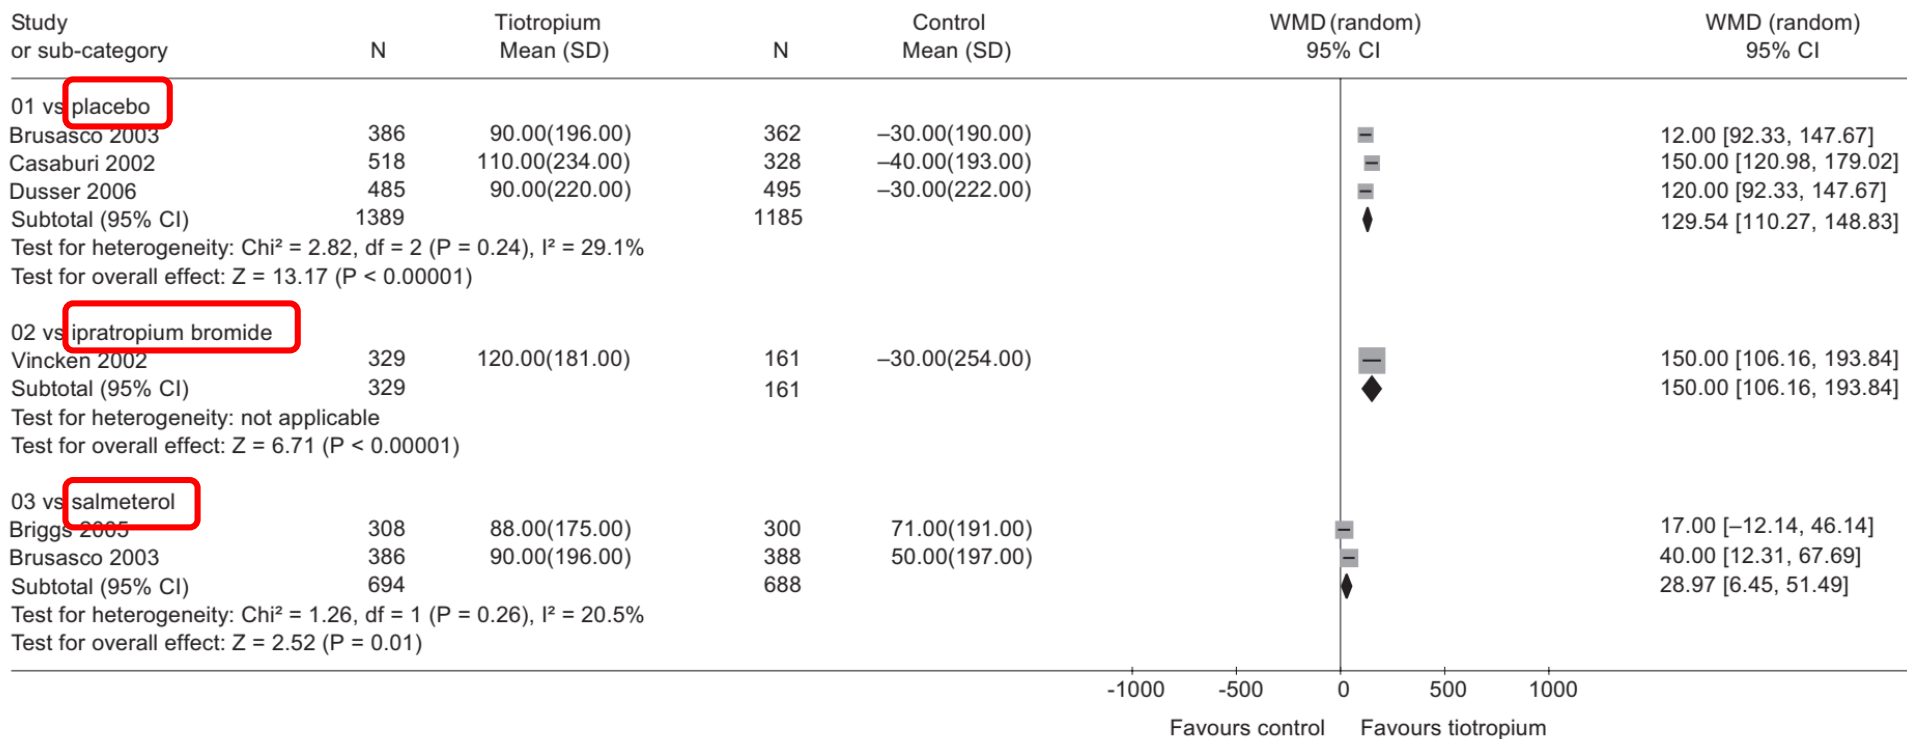 Study Tiotropium Control WMD (random) WMD (random)
or sub-category N Mean (SD) N Mean (SD) 95% CI 95% CI
01 vs placebo
Brusasco 2003 386 90.00(196.00) 362 –30.00(190.00) 12.00 [92.33, 147.67]
Casaburi 2002 518 110.00(234.00) 328 –40.00(193.00) 150.00 [120.98, 179.02]
Dusser 2006 485 90.00(220.00) 495 –30.00(222.00) 120.00 [92.33, 147.67]
Subtotal (95% CI) 1389 1185 129.54 [110.27, 148.83]
Test for heterogeneity: Chi² = 2.82, df = 2 (P = 0.24), I² = 29.1%
Test for overall effect: Z = 13.17 (P < 0.00001)
02 vs ipratropium bromide
Vincken 2002 329 120.00(181.00) 161 –30.00(254.00) 150.00 [106.16, 193.84]
Subtotal (95% CI) 329 161 150.00 [106.16, 193.84]
Test for heterogeneity: not applicable
Test for overall effect: Z = 6.71 (P < 0.00001)
03 vs salmeterol
Briggs 2005 308 88.00(175.00) 300 71.00(191.00) 17.00 [–12.14, 46.14]
Brusasco 2003 386 90.00(196.00) 388 50.00(197.00) 40.00 [12.31, 67.69]
Subtotal (95% CI) 694 688 28.97 [6.45, 51.49]
Test for heterogeneity: Chi² = 1.26, df = 1 (P = 0.26), I² = 20.5%
Test for overall effect: Z = 2.52 (P = 0.01)
-1000 -500 0 500 1000
Favours control Favours tiotropium